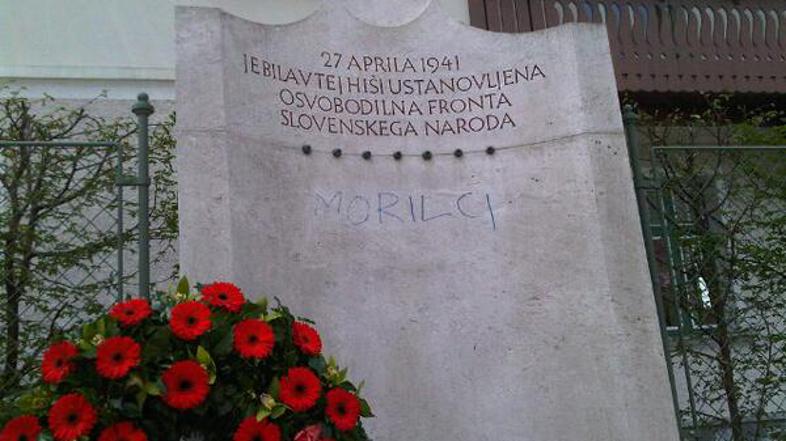 27 APRILA 1941
JE BILA V TEJ HIŠI USTANOVLJENA
OSVOBODILNA FRONTA
SLOVENSKEGA NARODA
MORILCI